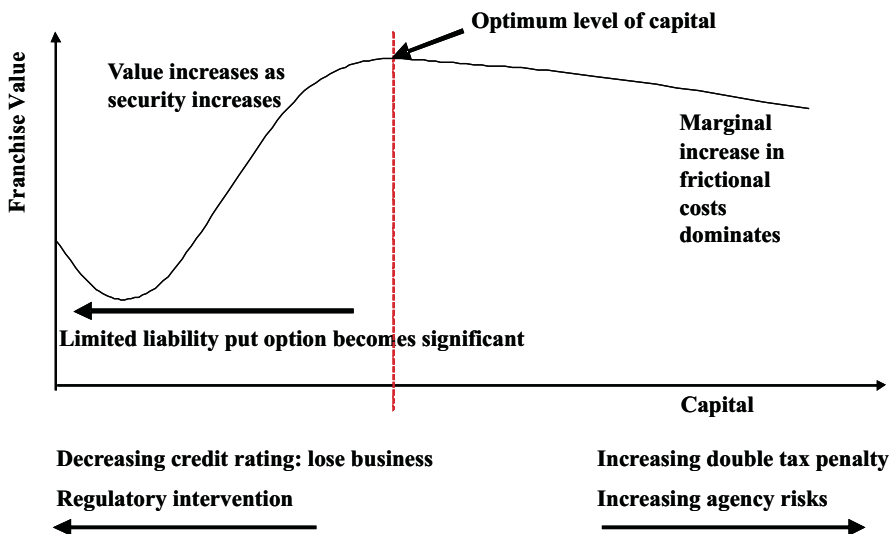 Optimum level of capital
Value increases as
security increases
Franchise Value
Marginal
increase in
frictional
costs
dominates
Limited liability put option becomes significant
Capital
Decreasing credit rating: lose business
Increasing double tax penalty
Regulatory intervention
Increasing agency risks